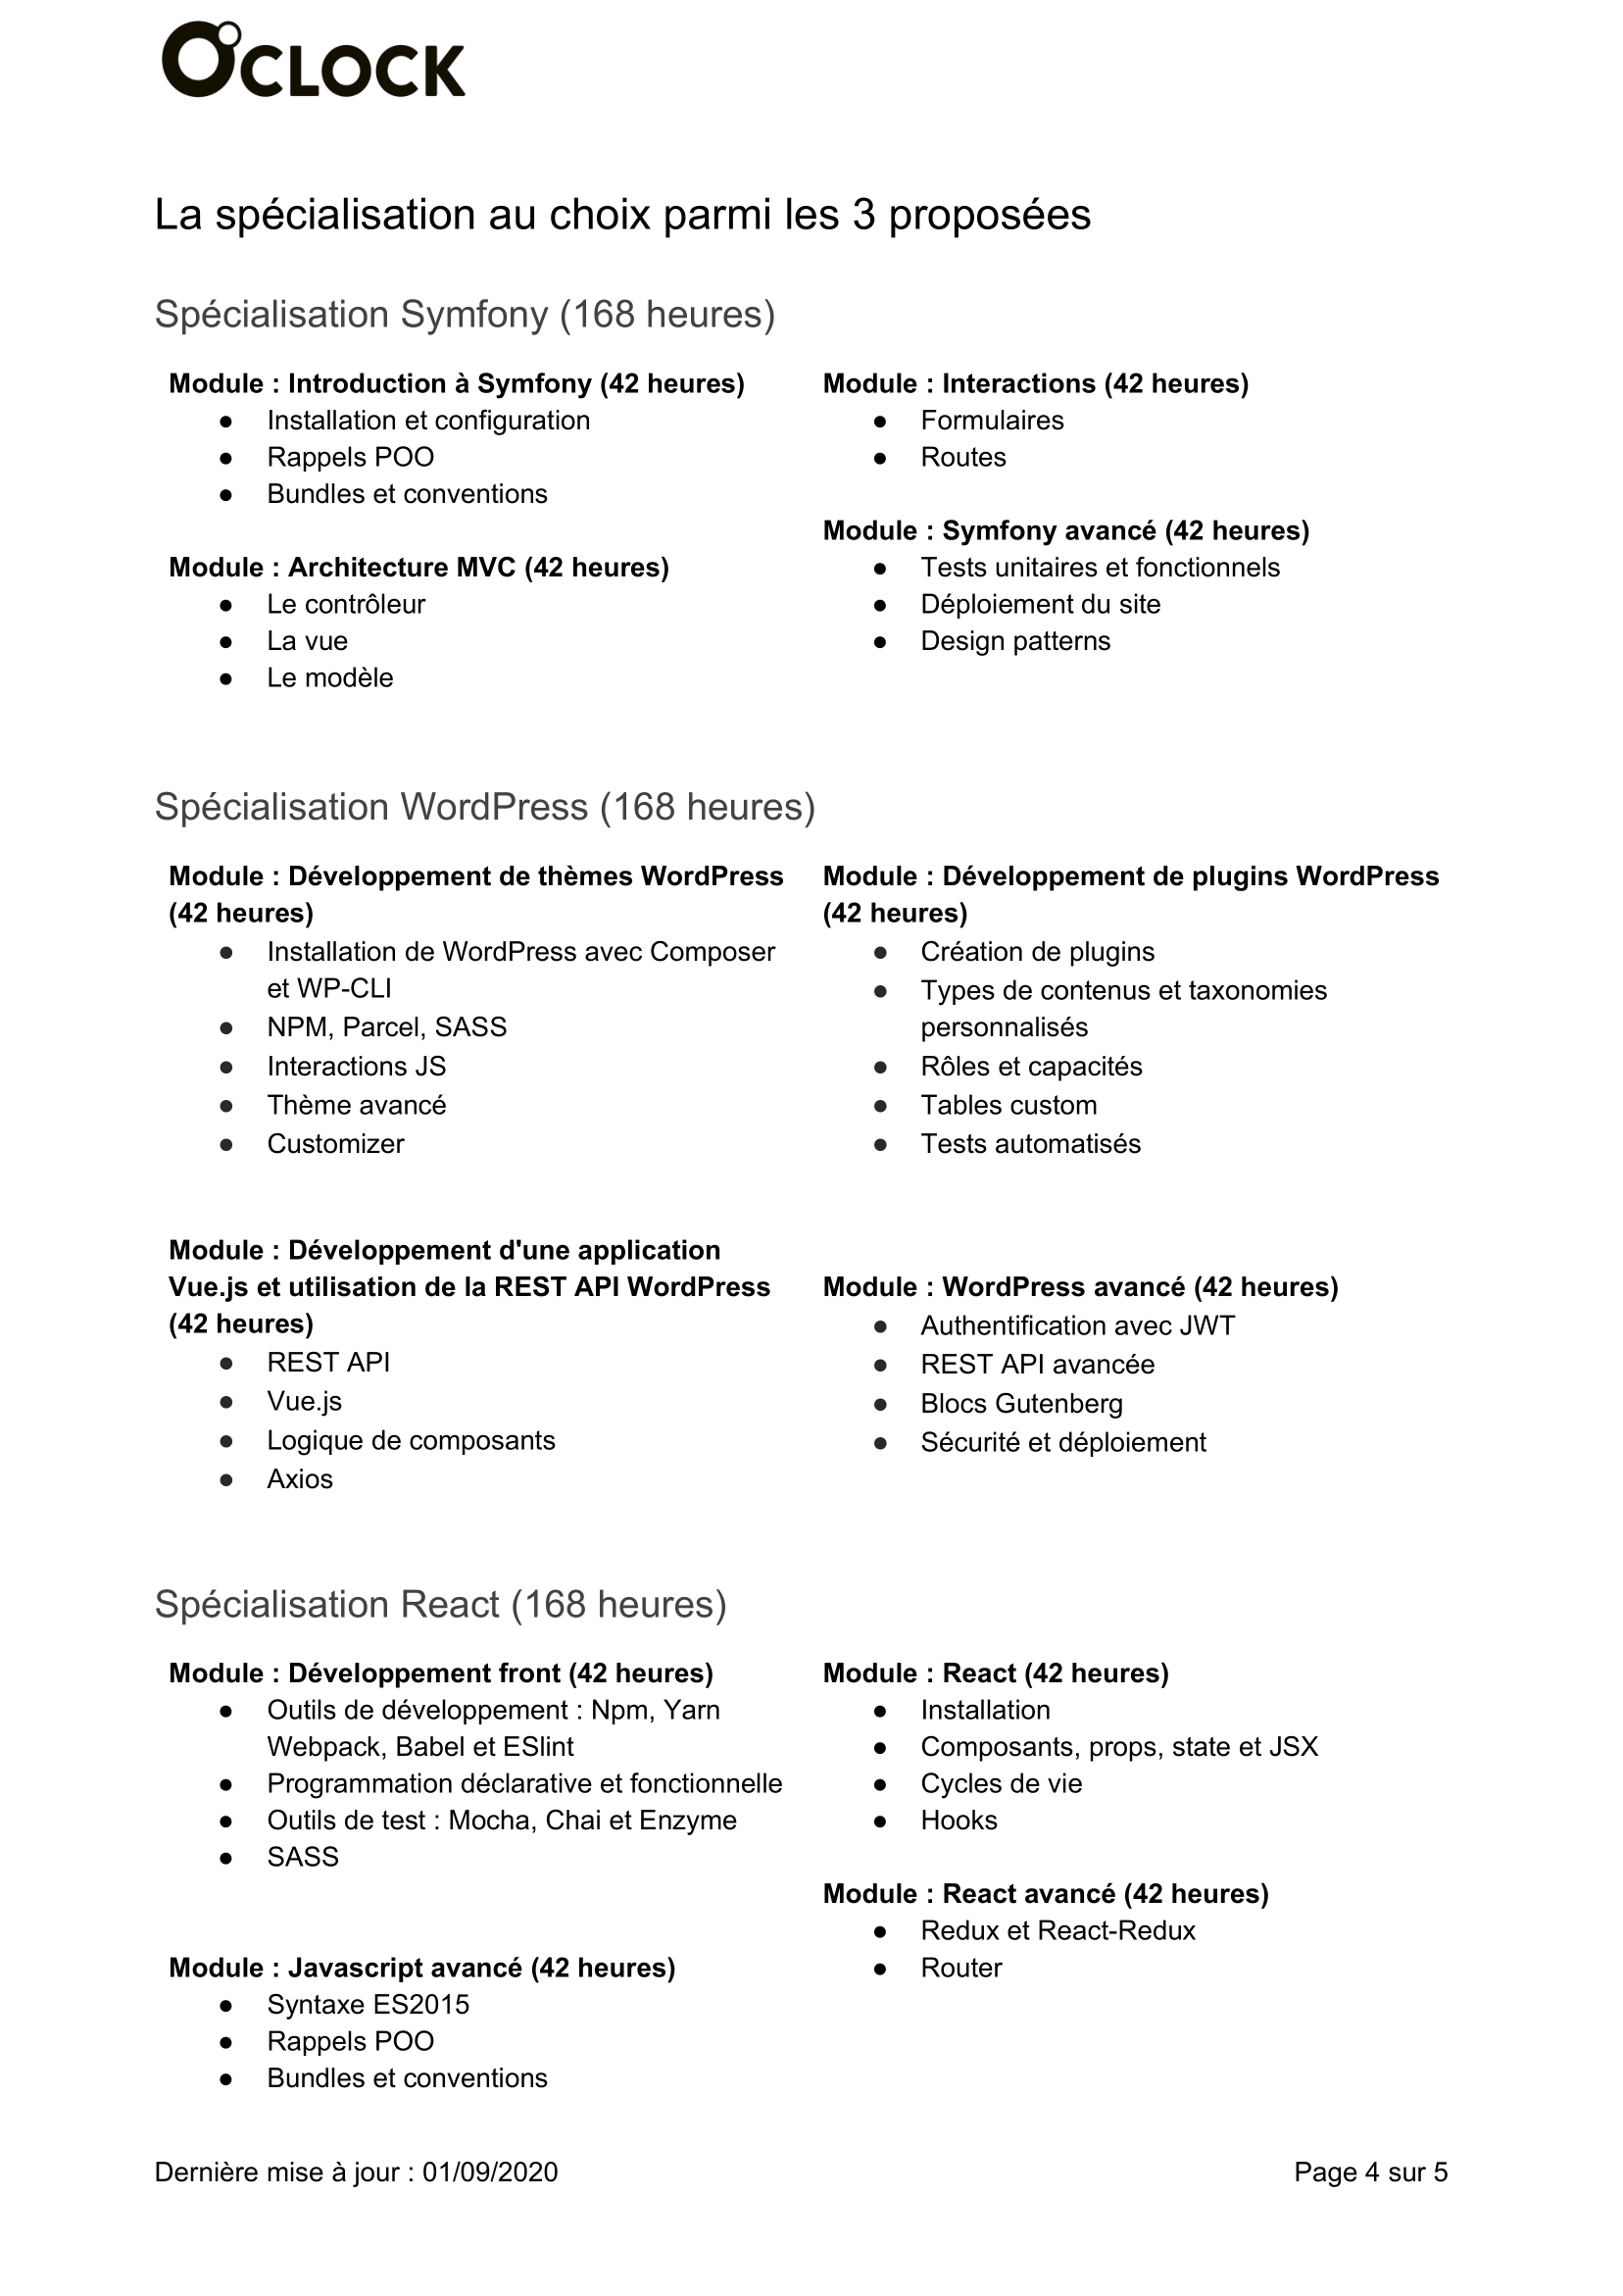 O'CLOCK
La spécialisation au choix parmi les 3 proposées
Spécialisation Symfony (168 heures)
Module : Introduction à Symfony (42 heures)
● Installation et configuration
● Rappels POO
● Bundles et conventions
Module : Architecture MVC (42 heures)
● Le contrôleur
● La vue
● Le modèle
Module : Interactions (42 heures)
● Formulaires
● Routes
Module : Symfony avancé (42 heures)
● Tests unitaires et fonctionnels
● Déploiement du site
● Design patterns
Spécialisation WordPress (168 heures)
Module : Développement de thèmes WordPress
(42 heures)
● Installation de WordPress avec Composer
et WP-CLI
● NPM, Parcel, SASS
● Interactions JS
● Thème avancé
● Customizer
Module : Développement de plugins WordPress
(42 heures)
● Création de plugins
● Types de contenus et taxonomies
personnalisés
● Rôles et capacités
● Tables custom
● Tests automatisés
Module : Développement d'une application
Vue.js et utilisation de la REST API WordPress
(42 heures)
● REST API
● Vue.js
● Logique de composants
● Axios
Module : WordPress avancé (42 heures)
● Authentification avec JWT
● REST API avancée
● Blocs Gutenberg
● Sécurité et déploiement
Spécialisation React (168 heures)
Module : Développement front (42 heures)
● Outils de développement : Npm, Yarn
Webpack, Babel et ESlint
● Programmation déclarative et fonctionnelle
● Outils de test : Mocha, Chai et Enzyme
● SASS
Module : Javascript avancé (42 heures)
● Syntaxe ES2015
● Rappels POO
● Bundles et conventions
Module : React (42 heures)
● Installation
● Composants, props, state et JSX
● Cycles de vie
● Hooks
Module : React avancé (42 heures)
● Redux et React-Redux
● Router
Dernière mise à jour : 01/09/2020
Page 4 sur 5